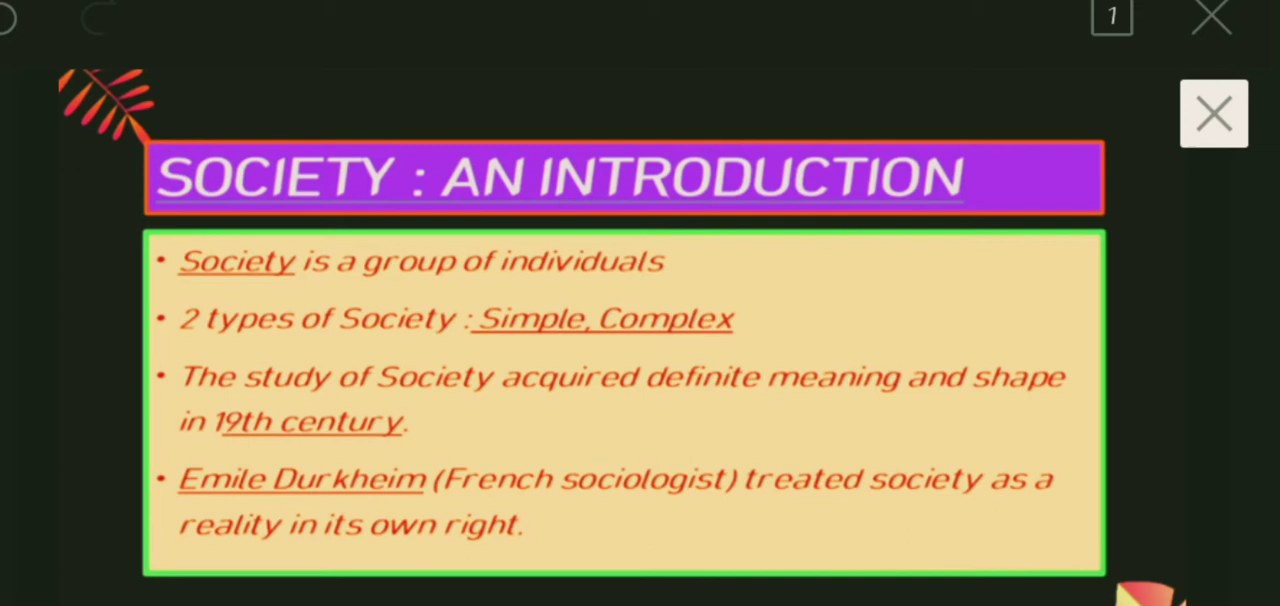 1
SOCIETY : AN INTRODUCTION
• Society is a group of individuals
• 2 types of Society : Simple, Complex
• The study of Society acquired definite meaning and shape
in 19th century.
• Emile Durkheim (French sociologist) treated society as a
reality in its own right.